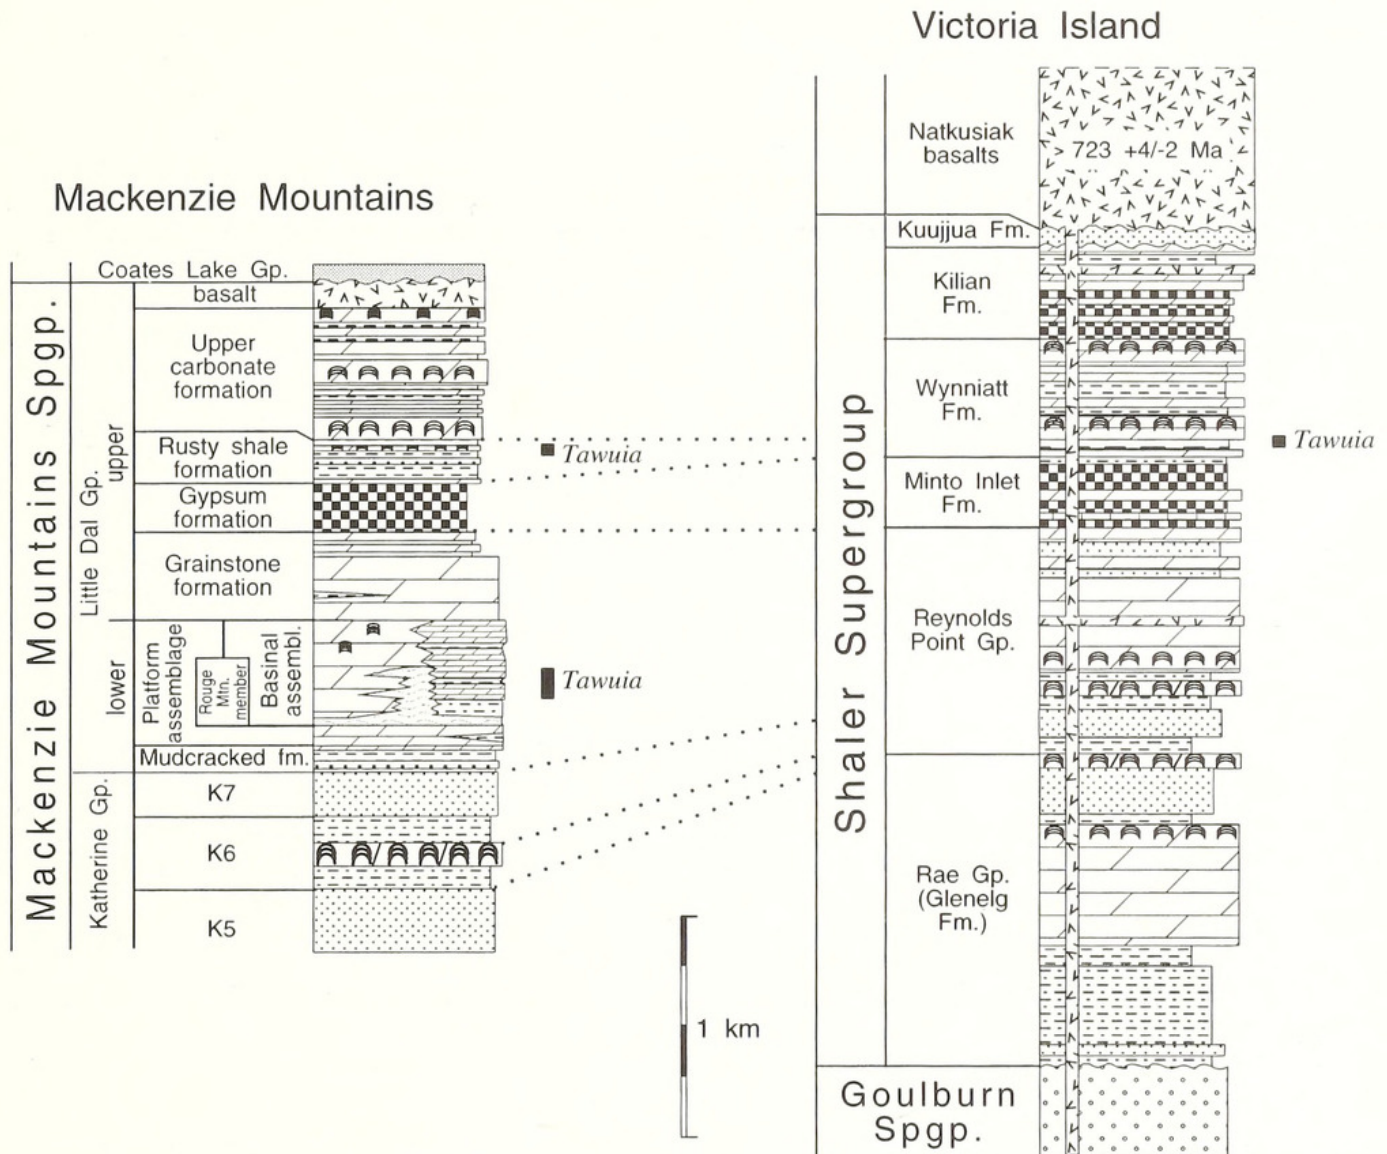 Victoria Island
Natkusiak
basalts
723 +4/-2 Ma
Kuujjua Fm.
Kilian
Fm.
Wynniatt
Fm.
Tawuia
Minto Inlet
Fm.
Reynolds
Point Gp.
Rae Gp.
(Glenelg
Fm.)
Shaler Supergroup
Goulburn
Spgp.
Mackenzie Mountains
Coates Lake Gp.
basalt
Upper
carbonate
formation
Rusty shale
formation
Tawuia
Gypsum
formation
Grainstone
formation
Platform
assemblage
Rouge
Mtn.
member
Basinal
assembl.
Tawuia
Mudcracked fm.
K7
K6
K5
upper
lower
Little Dal Gp.
Katherine Gp.
Mackenzie Mountains Spgp.
1 km